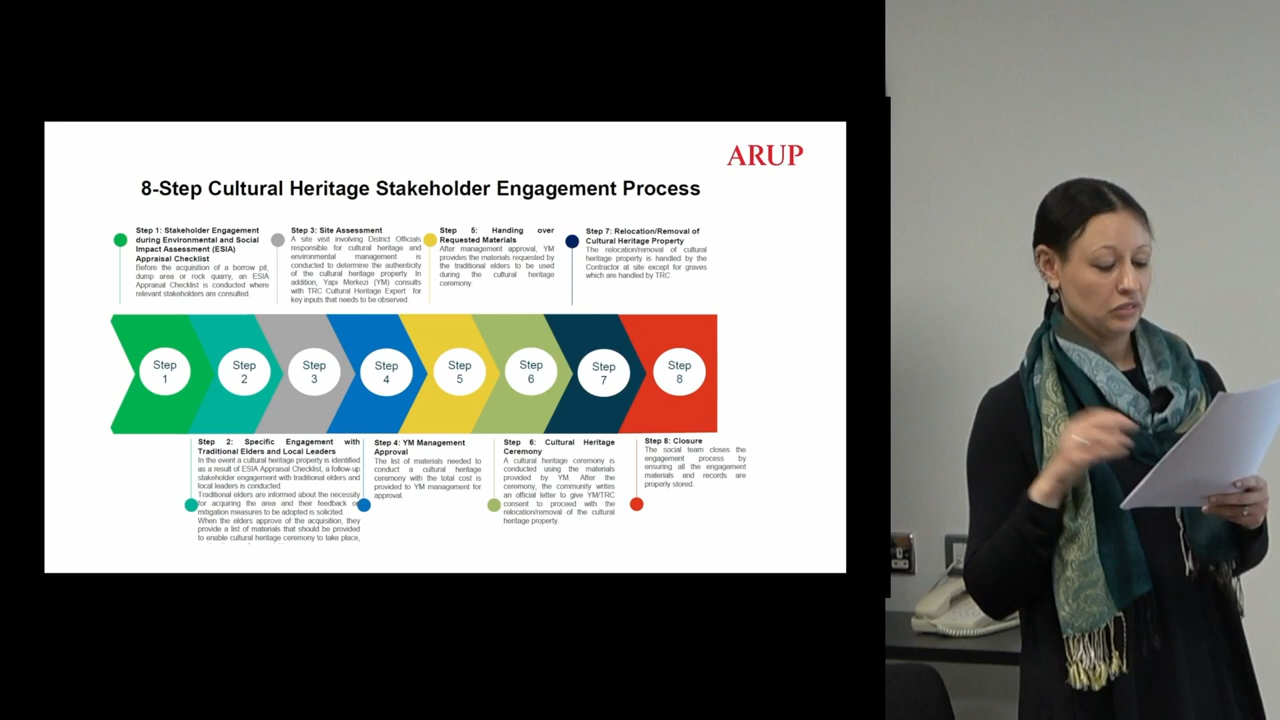 ARUP
8-Step Cultural Heritage Stakeholder Engagement Process
Step 1: Stakeholder Engagement
during Environmental and Social
Impact Assessment (ESIA)
Appraisal Checklist
Before the acquisition of a borrow pit,
dump area or rock quarry, an ESIA
Appraisal Checklist is conducted where
relevant stakeholders are consulted.
Step 3: Site Assessment
A site visit involving District Officials
responsible for cultural heritage and
environmental management is
conducted to determine the authenticity
of the cultural heritage property. In
addition, Yapi Merkezi (YM) consults
with TRC Cultural Heritage Expert for
key inputs that needs to be observed.
Step 5: Handing over
Requested Materials
After management approval, YM
provides the materials requested by
the traditional elders to be used
during the cultural heritage
ceremony.
Step 7: Relocation/Removal of
Cultural Heritage Property
The relocation/removal of cultural
heritage property is handled by the
Contractor at site except for graves
which are handled by TRC.
Step
1
Step
2
Step
3
Step
4
Step
5
Step
6
Step
7
Step
8
Step 2: Specific Engagement with
Traditional Elders and Local Leaders
In the event a cultural heritage property is identified
as a result of ESIA Appraisal Checklist, a follow-up
stakeholder engagement with traditional elders and
local leaders is conducted.
Traditional elders are informed about the necessity
for acquiring the area and their feedback on
mitigation measures to be adopted is solicited.
When the elders approve of the acquisition, they
provide a list of materials that should be provided
to enable cultural heritage ceremony to take place,
Step 4: YM Management
Approval
The list of materials needed to
conduct a cultural heritage
ceremony with the total cost is
provided to YM management for
approval.
Step 6: Cultural Heritage
Ceremony
A cultural heritage ceremony is
conducted using the materials
provided by YM. After the
ceremony, the community writes
an official letter to give YM/TRC
consent to proceed with the
relocation/removal of the cultural
heritage property.
Step 8: Closure
The social team closes the
engagement process by
ensuring all the engagement
materials and records are
properly stored.